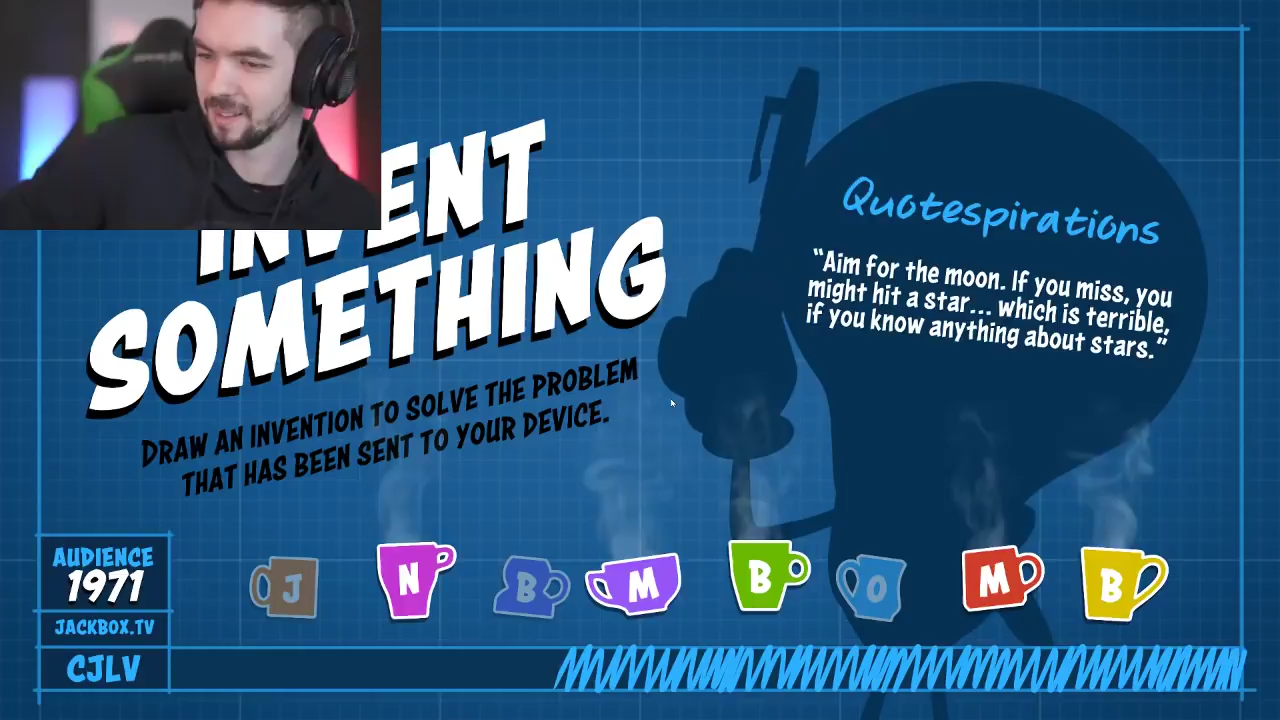 INVENT
SOMETHING
DRAW AN INVENTION TO SOLVE THE PROBLEM
THAT HAS BEEN SENT TO YOUR DEVICE.
Quotespirations
"Aim for the moon. If you miss, you
might hit a star... which is terrible,
if you know anything about stars."
J N B M B O M B
AUDIENCE
1971
JACKBOX.TV
CJLV